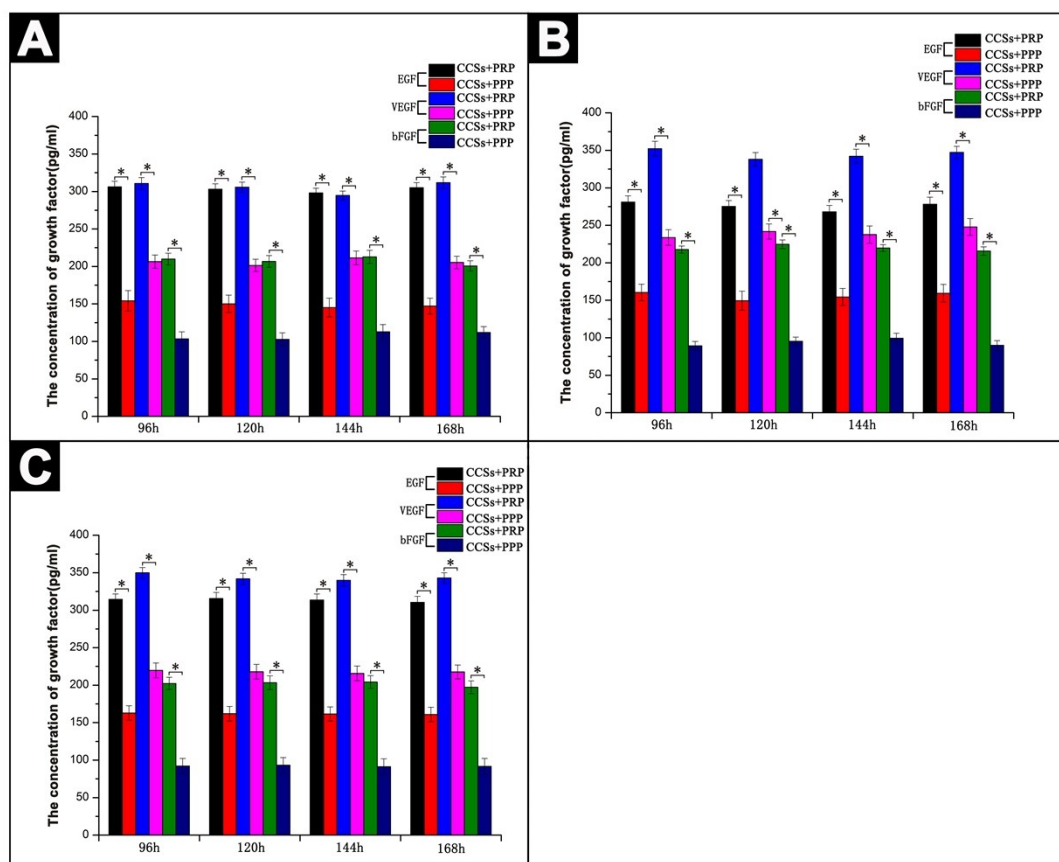 A
EGF
CCSs+PRP
CCSs+PPP
VEGF
CCSs+PRP
CCSs+PPP
bFGF
CCSs+PRP
CCSs+PPP
The concentration of growth factor(pg/ml)
400
350
300
250
200
150
100
50
0
* * *
* * *
* * *
* * *
96h 120h 144h 168h
B
EGF
CCSs+PRP
CCSs+PPP
VEGF
CCSs+PRP
CCSs+PPP
bFGF
CCSs+PRP
CCSs+PPP
The concentration of growth factor(pg/ml)
400
350
300
250
200
150
100
50
0
* * *
* * *
* * *
* * *
96h 120h 144h 168h
C
EGF
CCSs+PRP
CCSs+PPP
VEGF
CCSs+PRP
CCSs+PPP
bFGF
CCSs+PRP
CCSs+PPP
The concentration of growth factor(pg/ml)
400
350
300
250
200
150
100
50
0
* * *
* * *
* * *
* * *
96h 120h 144h 168h